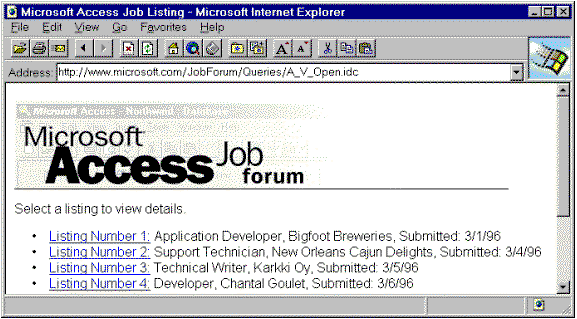 Microsoft Access Job Listing - Microsoft Internet Explorer
File Edit View Go Favorites Help
Address: http://www.microsoft.com/JobForum/Queries/A_V_Open.idc
Microsoft Access - Northwind : Database
Microsoft
Access Job
forum
Select a listing to view details.
• Listing Number 1: Application Developer, Bigfoot Breweries, Submitted: 3/1/96
• Listing Number 2: Support Technician, New Orleans Cajun Delights, Submitted: 3/4/96
• Listing Number 3: Technical Writer, Karkki Oy, Submitted: 3/5/96
• Listing Number 4: Developer, Chantal Goulet, Submitted: 3/6/96